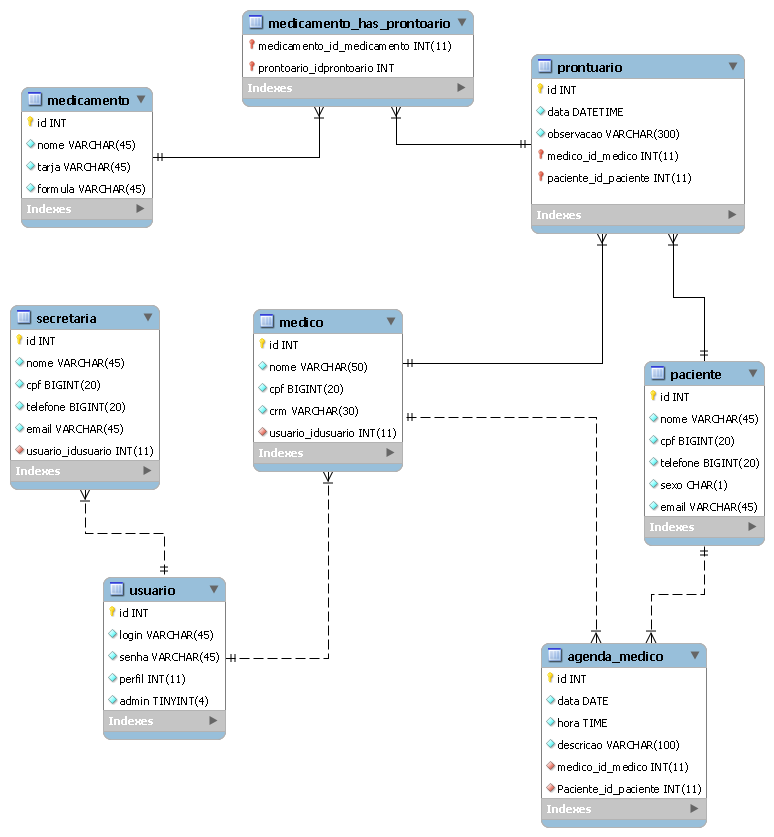 medicamento_has_prontoario
medicamento_id_medicamento INT(11)
prontoario_idprontoario INT
Indexes
prontuario
id INT
data DATETIME
observacao VARCHAR(300)
medico_id_medico INT(11)
paciente_id_paciente INT(11)
Indexes
medicamento
id INT
nome VARCHAR(45)
tarja VARCHAR(45)
formula VARCHAR(45)
Indexes
secretaria
id INT
nome VARCHAR(45)
cpf BIGINT(20)
telefone BIGINT(20)
email VARCHAR(45)
usuario_idusuario INT(11)
Indexes
medico
id INT
nome VARCHAR(50)
cpf BIGINT(20)
crm VARCHAR(30)
usuario_idusuario INT(11)
Indexes
paciente
id INT
nome VARCHAR(45)
cpf BIGINT(20)
telefone BIGINT(20)
sexo CHAR(1)
email VARCHAR(45)
Indexes
usuario
id INT
login VARCHAR(45)
senha VARCHAR(45)
perfil INT(11)
admin TINYINT(4)
Indexes
agenda_medico
id INT
data DATE
hora TIME
descricao VARCHAR(100)
medico_id_medico INT(11)
Paciente_id_paciente INT(11)
Indexes